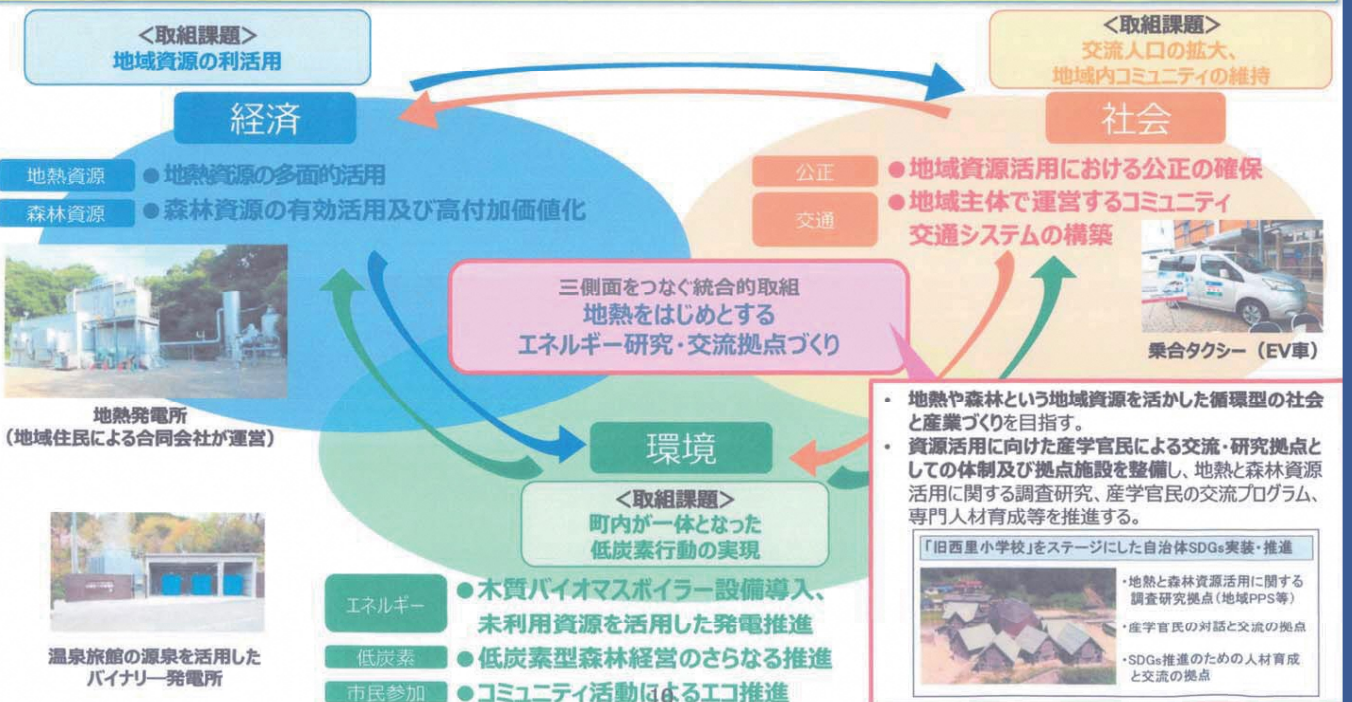 <取組課題>
地域資源の利活用
経済
地熱資源
●地熱資源の多面的活用
森林資源
●森林資源の有効活用及び高付加価値化
<取組課題>
交流人口の拡大、
地域内コミュニティの維持
社会
公正
●地域資源活用における公正の確保
交通
●地域主体で運営するコミュニティ
交通システムの構築
乗合タクシー（EV車）
三側面をつなぐ統合的取組
地熱をはじめとする
エネルギー研究・交流拠点づくり
地熱発電所
（地域住民による合同会社が運営）
温泉旅館の源泉を活用した
バイナリ―発電所
環境
<取組課題>
町内が一体となった
低炭素行動の実現
エネルギー
●木質バイオマスボイラー設備導入、
未利用資源を活用した発電推進
低炭素
●低炭素型森林経営のさらなる推進
市民参加
●コミュニティ活動によるエコ推進
16
・ 地熱や森林という地域資源を活かした循環型の社会
と産業づくりを目指す。
・ 資源活用に向けた産学官民による交流・研究拠点と
しての体制及び拠点施設を整備し、地熱と森林資源
活用に関する調査研究、産学官民の交流プログラム、
専門人材育成等を推進する。
「旧西里小学校」をステージにした自治体SDGs実装・推進
・地熱と森林資源活用に関する
調査研究拠点（地域PPS等）
・産学官民の対話と交流の拠点
・SDGs推進のための人材育成
と交流の拠点